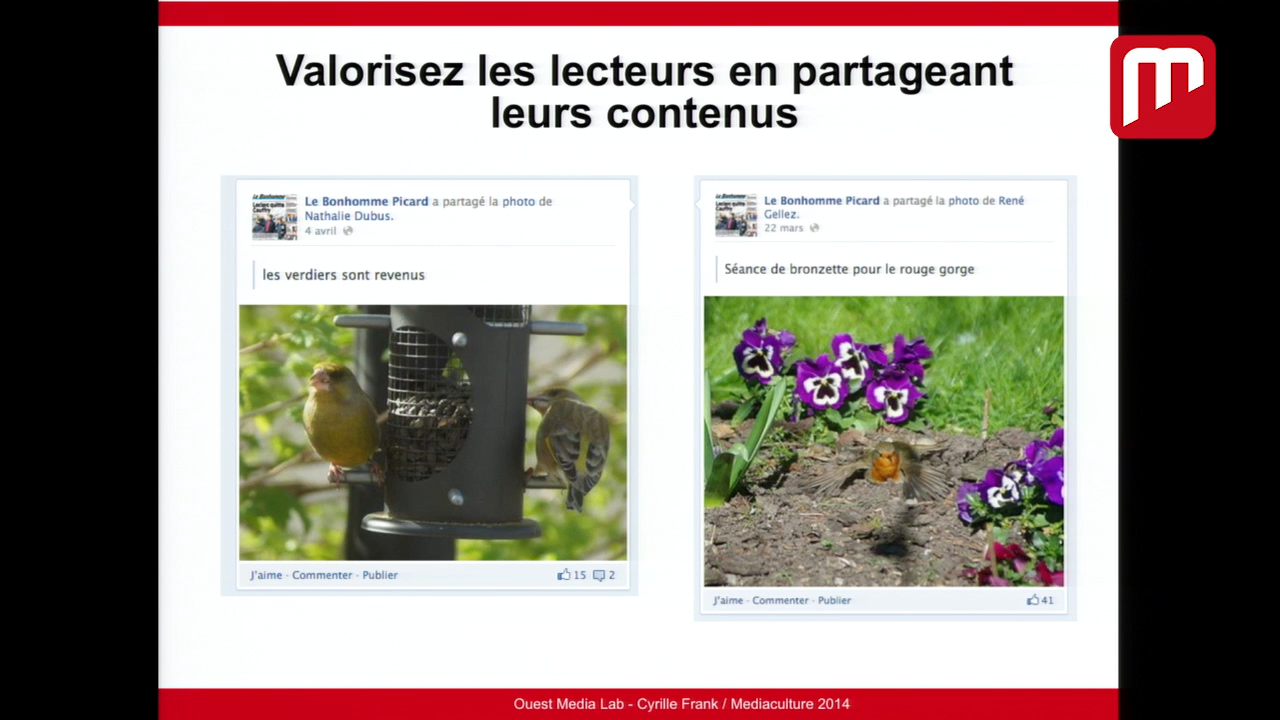 Valorisez les lecteurs en partageant
leurs contenus
Le Bonhomme Picard a partagé la photo de
Nathalie Dubus.
4 avril
les verdiers sont revenus
J'aime · Commenter · Publier
15
2
Le Bonhomme Picard a partagé la photo de René
Gellez.
22 mars
Séance de bronzette pour le rouge gorge
J'aime · Commenter · Publier
41
Ouest Media Lab - Cyrille Frank / Mediaculture 2014